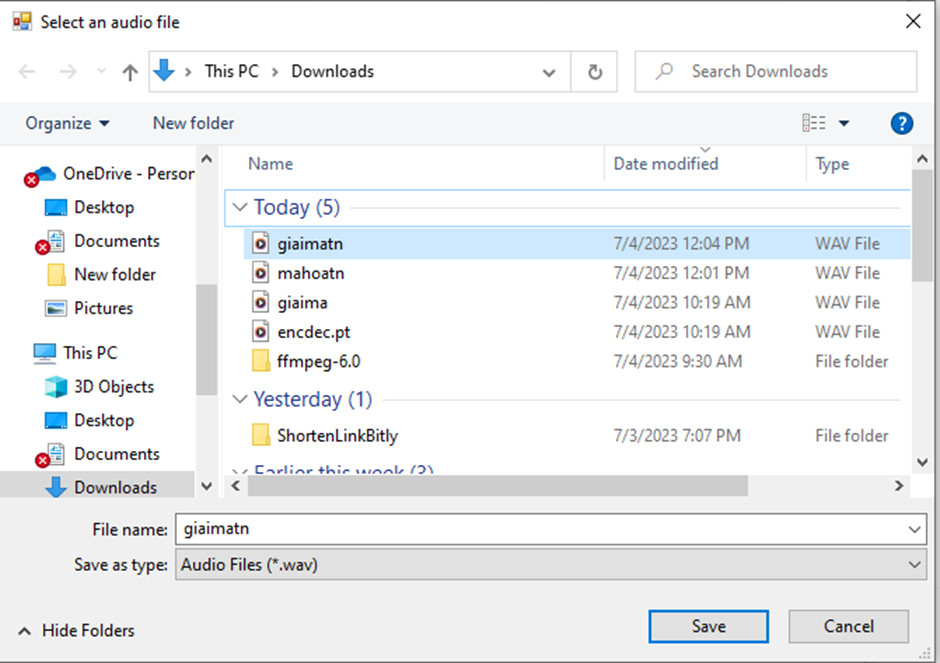 Select an audio file
This PC > Downloads
Search Downloads
Organize
New folder
OneDrive - Person
Desktop
Documents
New folder
Pictures
This PC
3D Objects
Desktop
Documents
Downloads
Name Date modified Type
Today (5)
giaimatn 7/4/2023 12:04 PM WAV File
mahoatn 7/4/2023 12:01 PM WAV File
giaima 7/4/2023 10:19 AM WAV File
encdec.pt 7/4/2023 10:19 AM WAV File
ffmpeg-6.0 7/4/2023 9:30 AM File folder
Yesterday (1)
ShortenLinkBitly 7/3/2023 7:07 PM File folder
Earlier this week (3)
File name: giaimatn
Save as type: Audio Files (*.wav)
Hide Folders
Save
Cancel